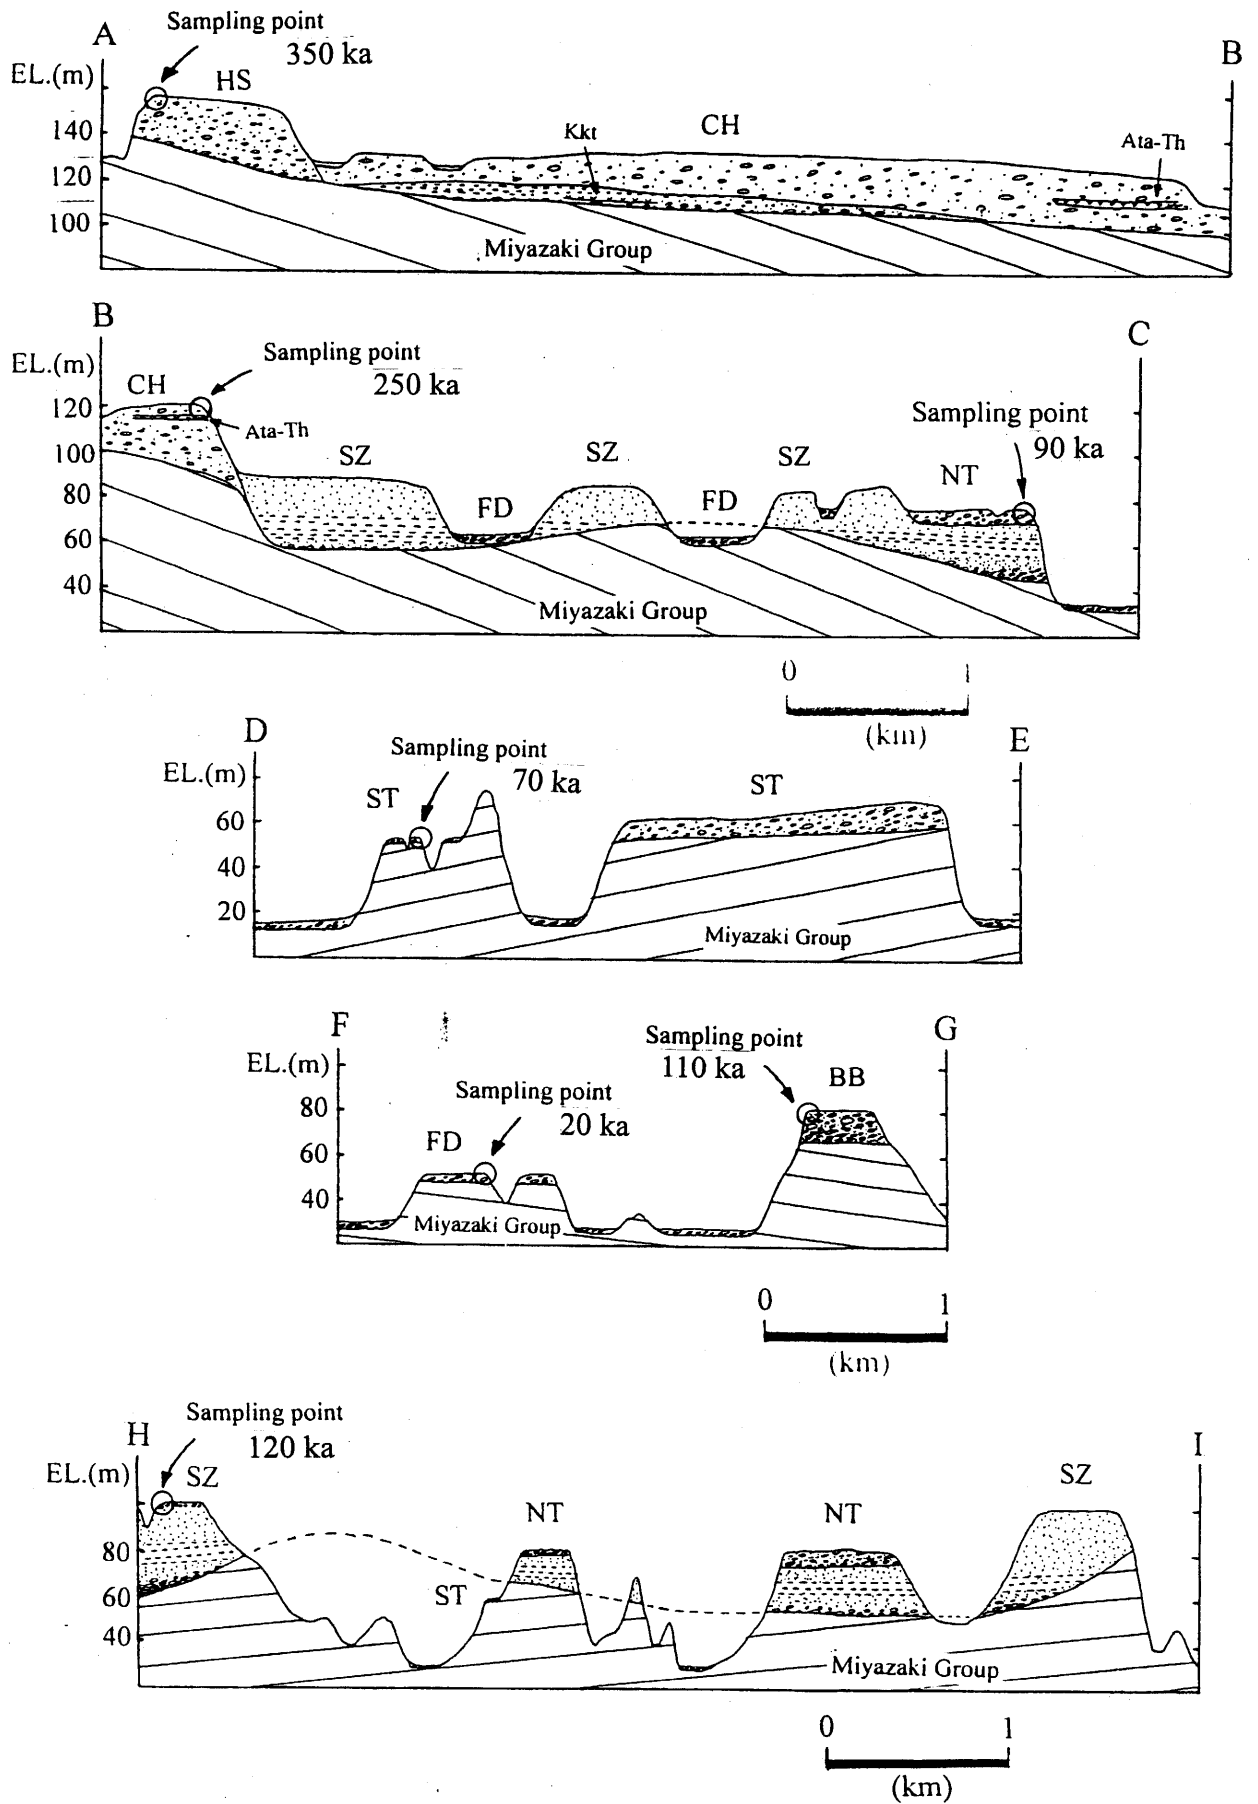 A
Sampling point
350 ka
B
EL.(m)
HS
CH
Kkt
Ata-Th
140
120
100
Miyazaki Group
B
C
EL.(m)
Sampling point
250 ka
CH
120
Ata-Th
Sampling point
90 ka
100
SZ
SZ
SZ
NT
80
FD
FD
60
40
Miyazaki Group
0 1
(km)
D
E
Sampling point
70 ka
EL.(m)
ST
ST
60
40
20
Miyazaki Group
F
G
Sampling point
110 ka
EL.(m)
BB
Sampling point
20 ka
80
FD
60
40
Miyazaki Group
0 1
(km)
Sampling point
120 ka
H
I
EL.(m)
SZ
SZ
NT
NT
80
60
ST
40
Miyazaki Group
0 1
(km)